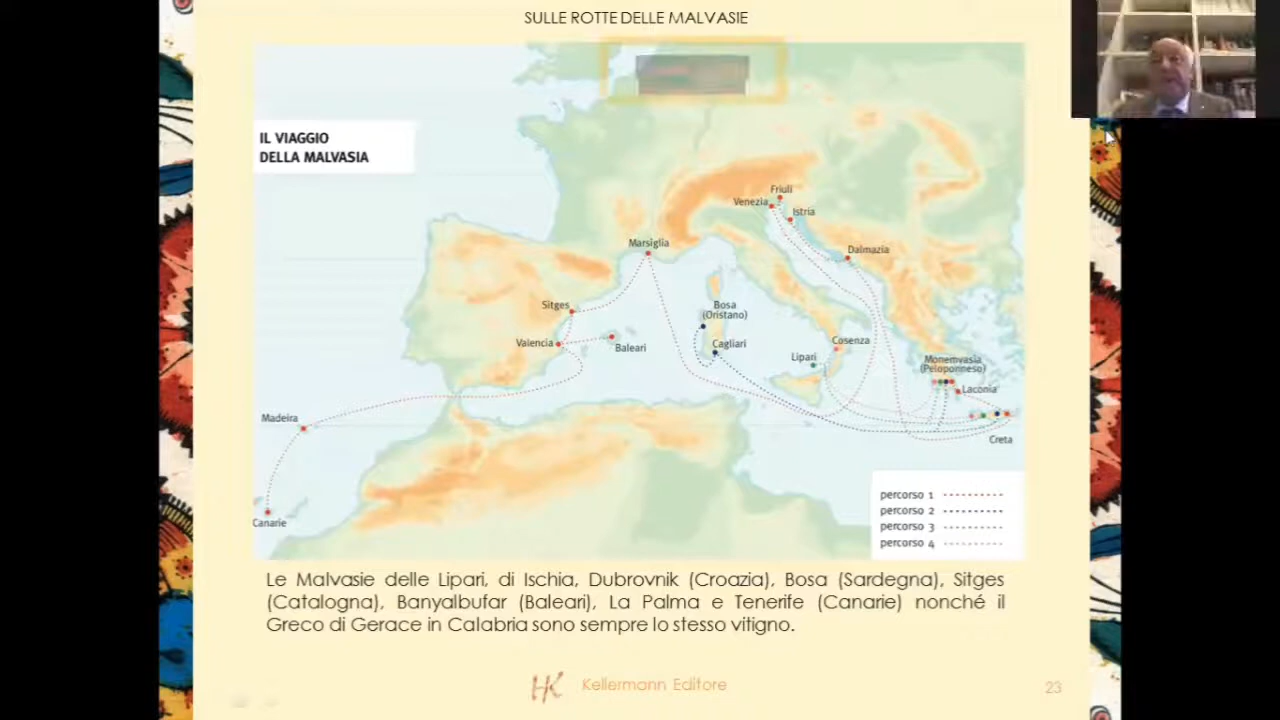 SULLE ROTTE DELLE MALVASIE
IL VIAGGIO
DELLA MALVASIA
Friuli
Venezia
Istria
Marsiglia
Dalmazia
Sitges
Bosa
(Oristano)
Valencia
Baleari
Cagliari
Cosenza
Lipari
Monemvasia
(Peloponneso)
Laconia
Madeira
Creta
Canarie
percorso 1
percorso 2
percorso 3
percorso 4
Le Malvasie delle Lipari, di Ischia, Dubrovnik (Croazia), Bosa (Sardegna), Sitges
(Catalogna), Banyalbufar (Baleari), La Palma e Tenerife (Canarie) nonché il
Greco di Gerace in Calabria sono sempre lo stesso vitigno.
HK Kellermann Editore
23